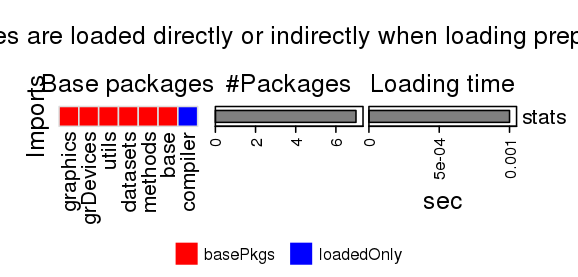 es are loaded directly or indirectly when loading prep
Base packages #Packages Loading time
Imports
stats
graphics
grDevices
utils
datasets
methods
base
compiler
0 2 4 6
0 5e-04 0.001
sec
basePkgs loadedOnly